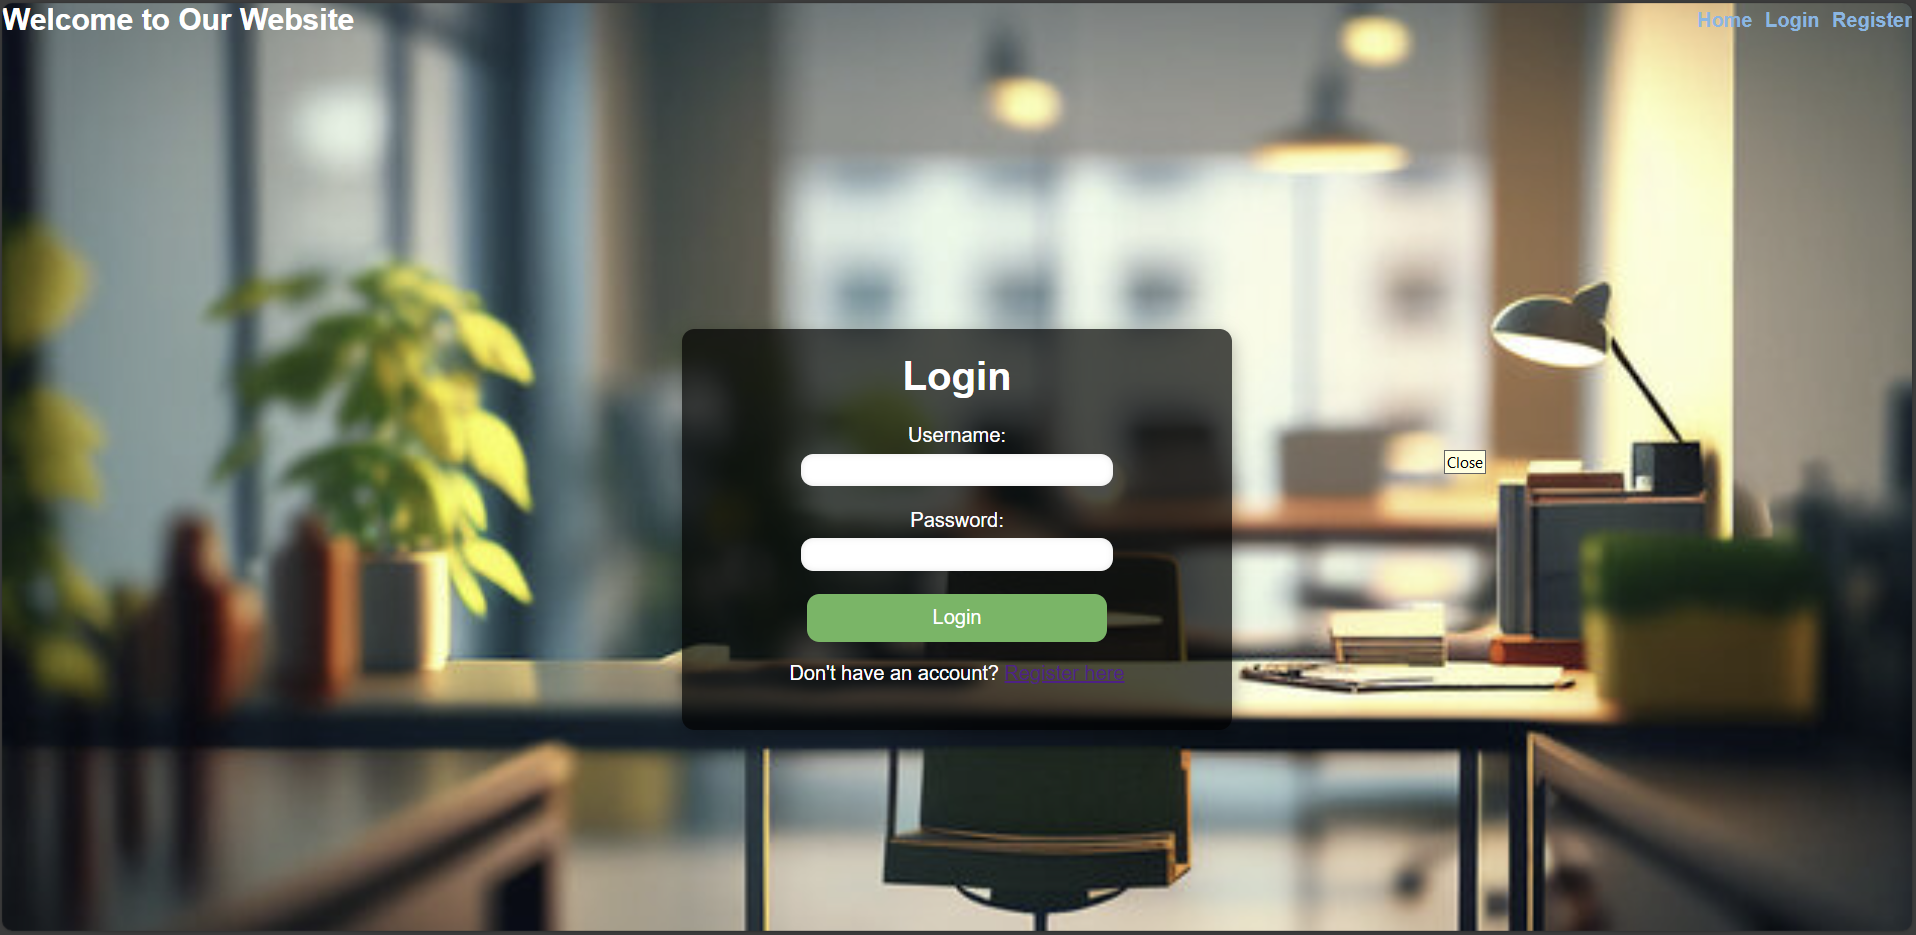 Welcome to Our Website
Home Login Register
Login
Username:
Close
Password:
Login
Don't have an account? Register here